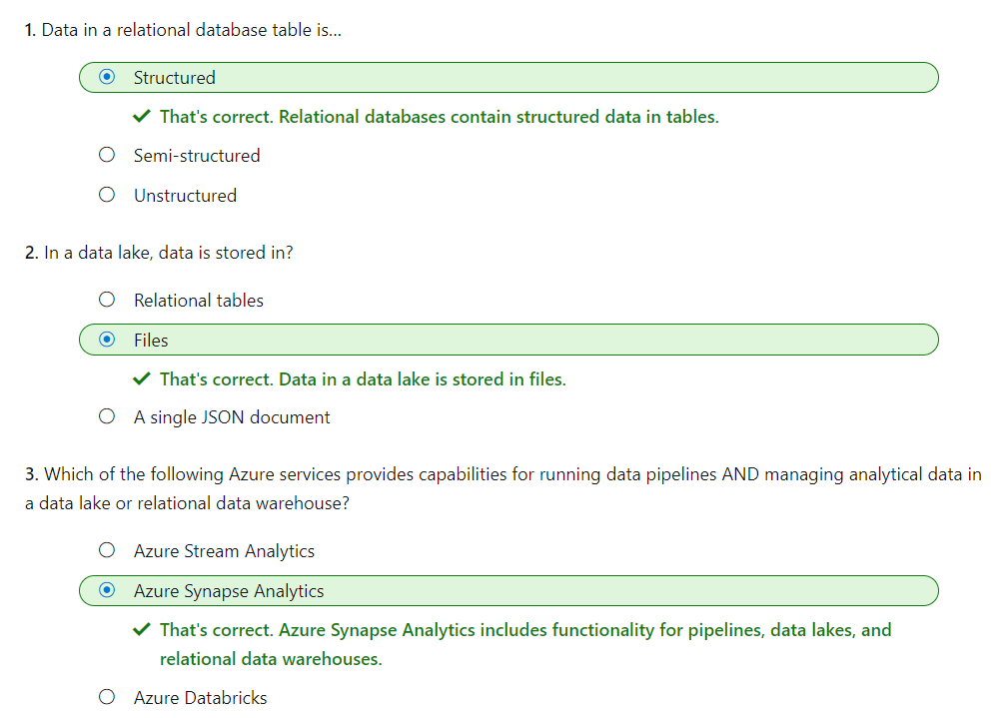 1. Data in a relational database table is...
Structured
That's correct. Relational databases contain structured data in tables.
Semi-structured
Unstructured
2. In a data lake, data is stored in?
Relational tables
Files
That's correct. Data in a data lake is stored in files.
A single JSON document
3. Which of the following Azure services provides capabilities for running data pipelines AND managing analytical data in
a data lake or relational data warehouse?
Azure Stream Analytics
Azure Synapse Analytics
That's correct. Azure Synapse Analytics includes functionality for pipelines, data lakes, and
relational data warehouses.
Azure Databricks